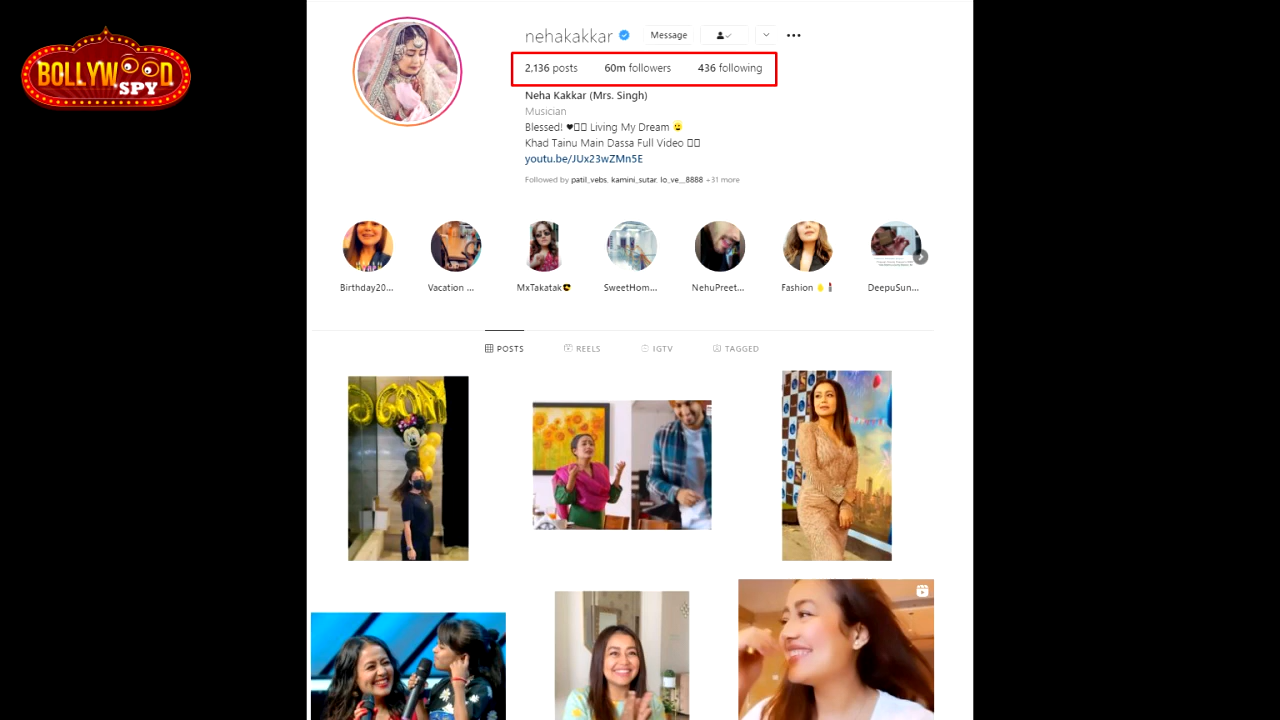 BOLLYWOOD
SPY
nehakakkar Message
2,136 posts 60m followers 436 following
Neha Kakkar (Mrs. Singh)
Musician
Blessed! ♥▯▯ Living My Dream
Khad Tainu Main Dassa Full Video ▯▯
youtu.be/JUx23wZMn5E
Followed by patil_vebs, kamini_sutar, lo_ve__8888 +31 more
Birthday20... Vacation ... MxTakatak SweetHom... NehuPreet... Fashion DeepuSun...
POSTS REELS IGTV TAGGED